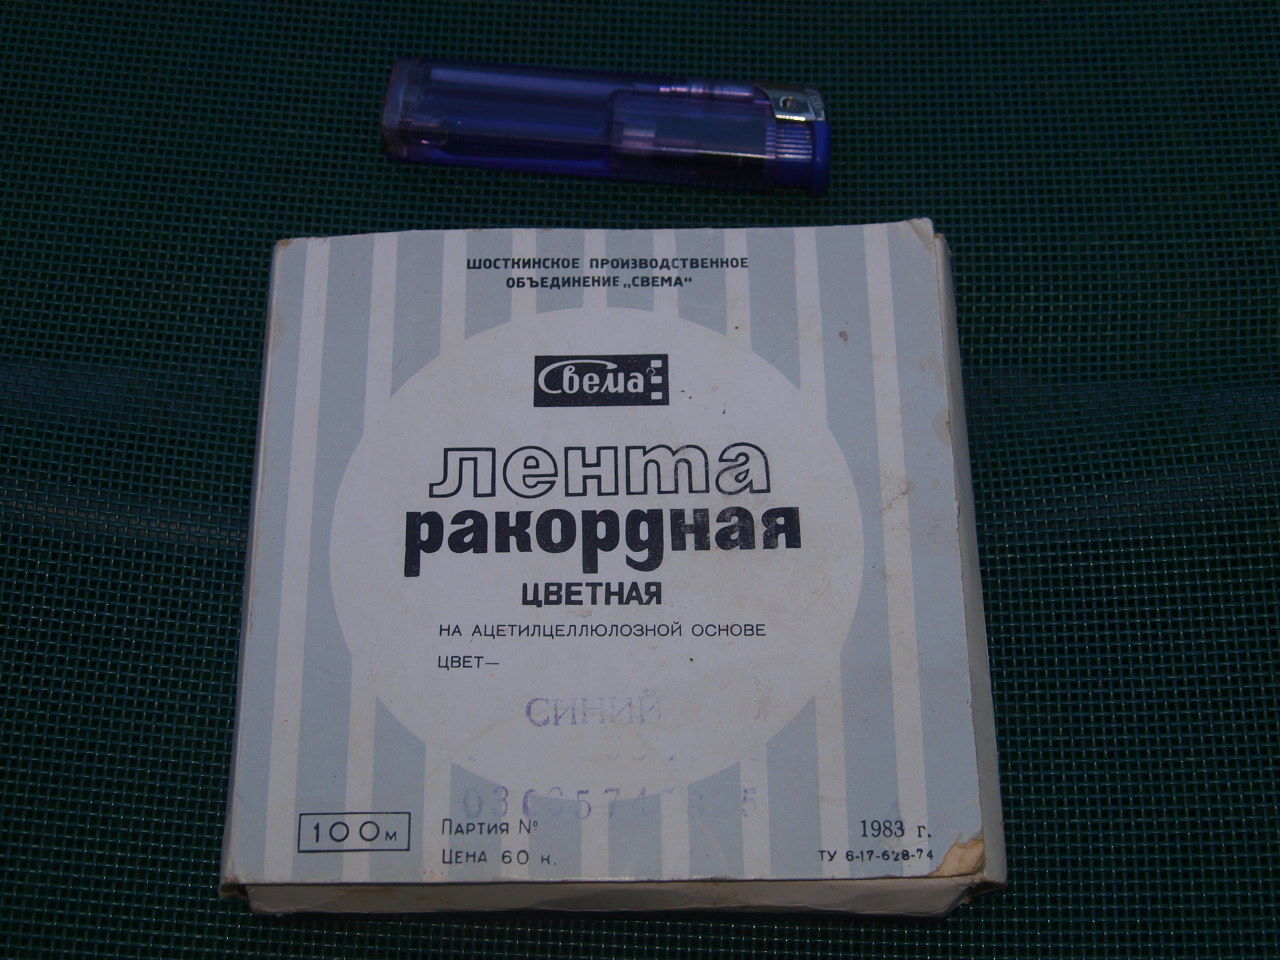 ШОСТКИНСКОЕ ПРОИЗВОДСТВЕННОЕ
ОБЪЕДИНЕНИЕ „СВЕМА"
Свема
лента
ракордная
ЦВЕТНАЯ
НА АЦЕТИЛЦЕЛЛЮЛОЗНОЙ ОСНОВЕ
ЦВЕТ—
СИНИЙ
100м
ПАРТИЯ №
ЦЕНА 60 к.
1983 г.
ТУ 6-17-628-74